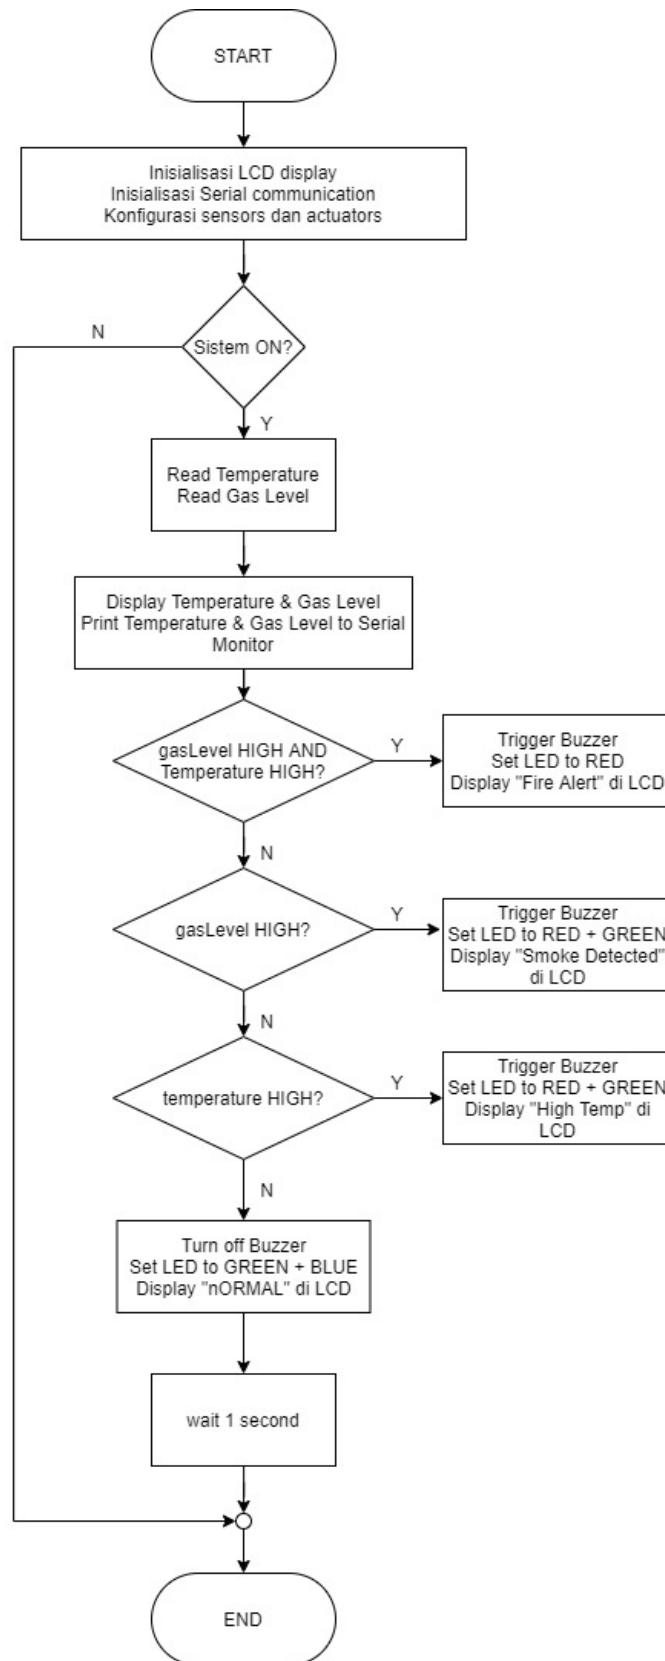 START
Inisialisasi LCD display
Inisialisasi Serial communication
Konfigurasi sensors dan actuators
N
Sistem ON?
Y
Read Temperature
Read Gas Level
Display Temperature & Gas Level
Print Temperature & Gas Level to Serial
Monitor
gasLevel HIGH AND
Temperature HIGH?
Y
Trigger Buzzer
Set LED to RED
Display "Fire Alert" di LCD
N
gasLevel HIGH?
Y
Trigger Buzzer
Set LED to RED + GREEN
Display "Smoke Detected"
di LCD
N
temperature HIGH?
Y
Trigger Buzzer
Set LED to RED + GREEN
Display "High Temp" di
LCD
N
Turn off Buzzer
Set LED to GREEN + BLUE
Display "nORMAL" di LCD
wait 1 second
END